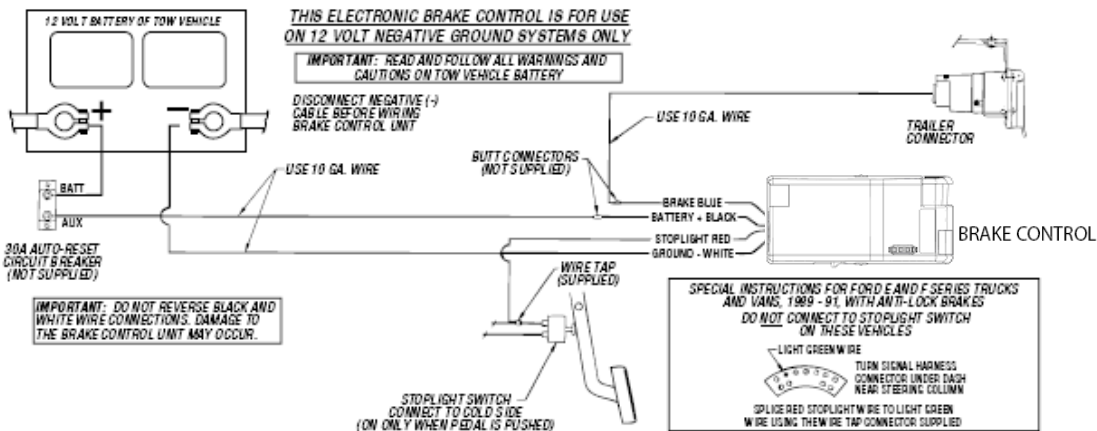 12 VOLT BATTERY OF TOW VEHICLE
+
-
THIS ELECTRONIC BRAKE CONTROL IS FOR USE
ON 12 VOLT NEGATIVE GROUND SYSTEMS ONLY
IMPORTANT: READ AND FOLLOW ALL WARNINGS AND
CAUTIONS ON TOW VEHICLE BATTERY
DISCONNECT NEGATIVE (-)
CABLE BEFORE WIRING
BRAKE CONTROL UNIT
USE 10 GA. WIRE
TRAILER
CONNECTOR
BUTT CONNECTORS
(NOT SUPPLIED)
USE 10 GA. WIRE
BATT
AUX
30A AUTO-RESET
CIRCUIT BREAKER
(NOT SUPPLIED)
BRAKE BLUE
BATTERY + BLACK
STOPLIGHT RED
GROUND - WHITE
BRAKE CONTROL
WIRE TAP
(SUPPLIED)
IMPORTANT: DO NOT REVERSE BLACK AND
WHITE WIRE CONNECTIONS. DAMAGE TO
THE BRAKE CONTROL UNIT MAY OCCUR.
STOPLIGHT SWITCH
CONNECT TO COLD SIDE
(ON ONLY WHEN PEDAL IS PUSHED)
SPECIAL INSTRUCTIONS FOR FORD E AND F SERIES TRUCKS
AND VANS, 1989 - 91, WITH ANTI-LOCK BRAKES
DO NOT CONNECT TO STOPLIGHT SWITCH
ON THESE VEHICLES
LIGHT GREEN WIRE
TURN SIGNAL HARNESS
CONNECTOR UNDER DASH
NEAR STEERING COLUMN
SPLICE RED STOPLIGHT WIRE TO LIGHT GREEN
WIRE USING THE WIRE TAP CONNECTOR SUPPLIED